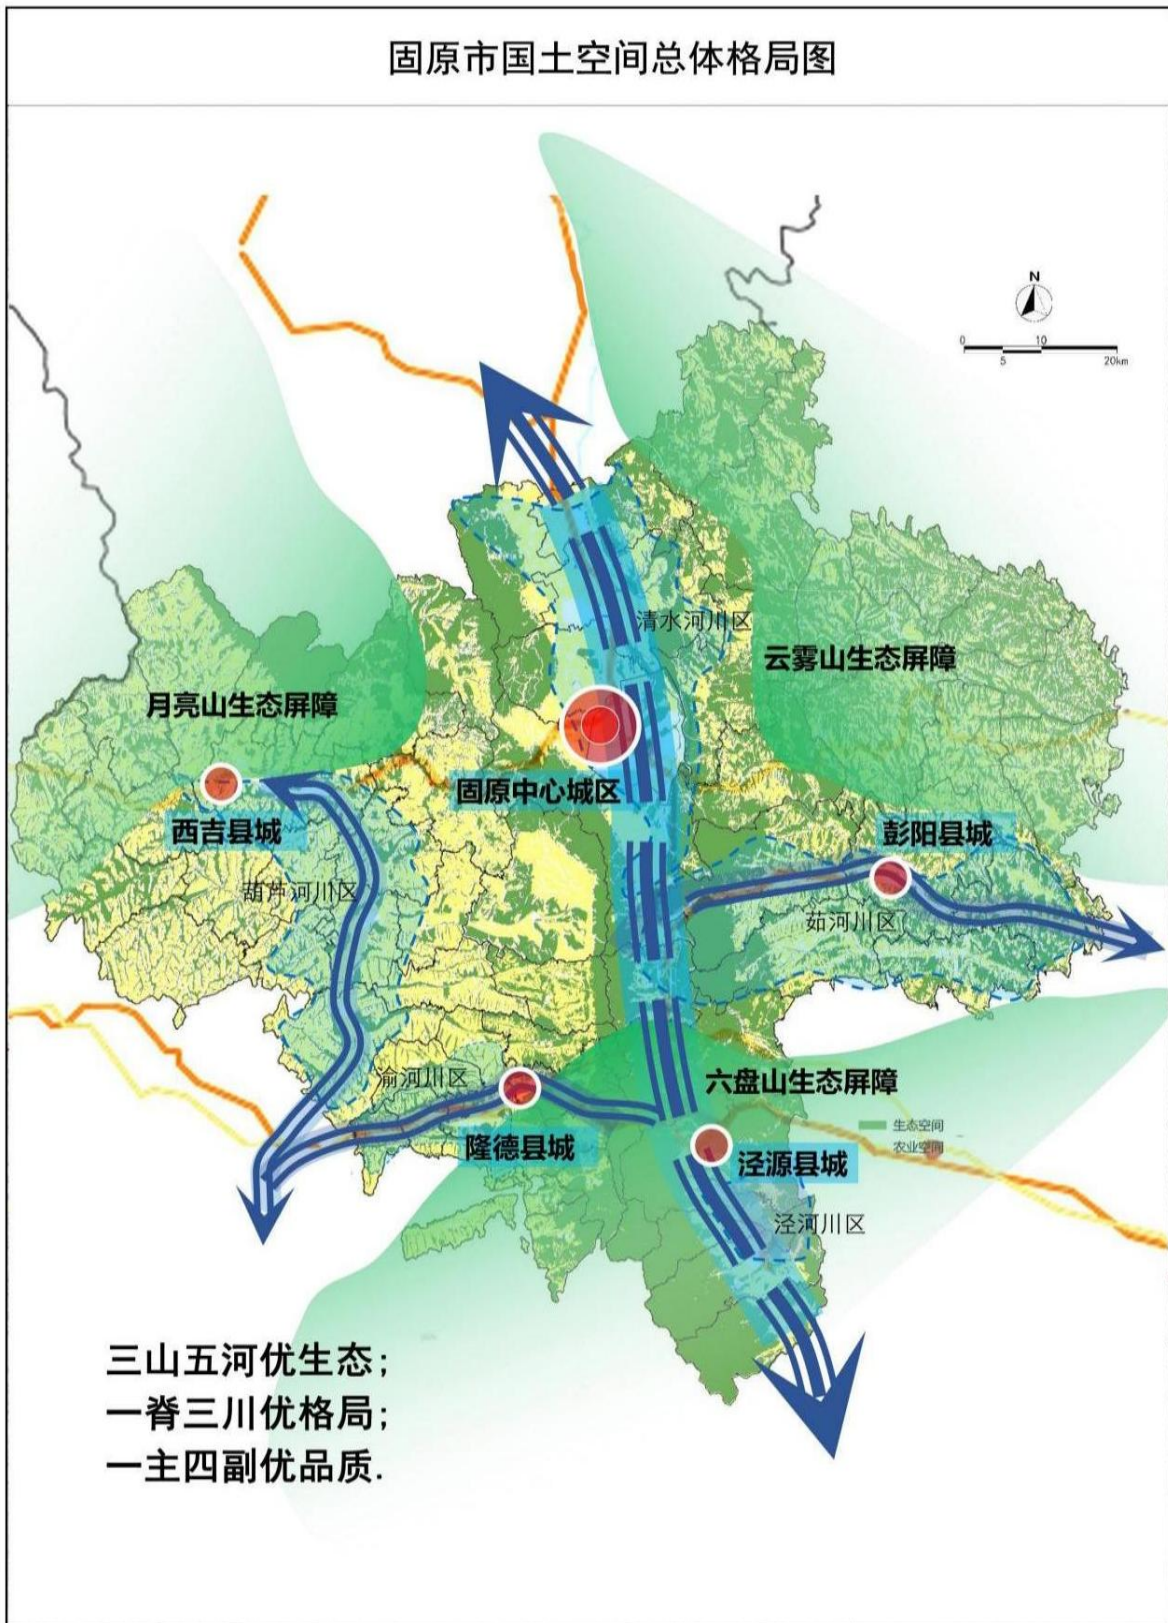 固原市国土空间总体格局图
N
0 10
5 20km
清水河川区
云雾山生态屏障
月亮山生态屏障
固原中心城区
西吉县城
彭阳县城
葫芦河川区
茹河川区
渝河川区
六盘山生态屏障
生态空间
农业空间
隆德县城
泾源县城
泾河川区
三山五河优生态;
一脊三川优格局;
一主四副优品质.